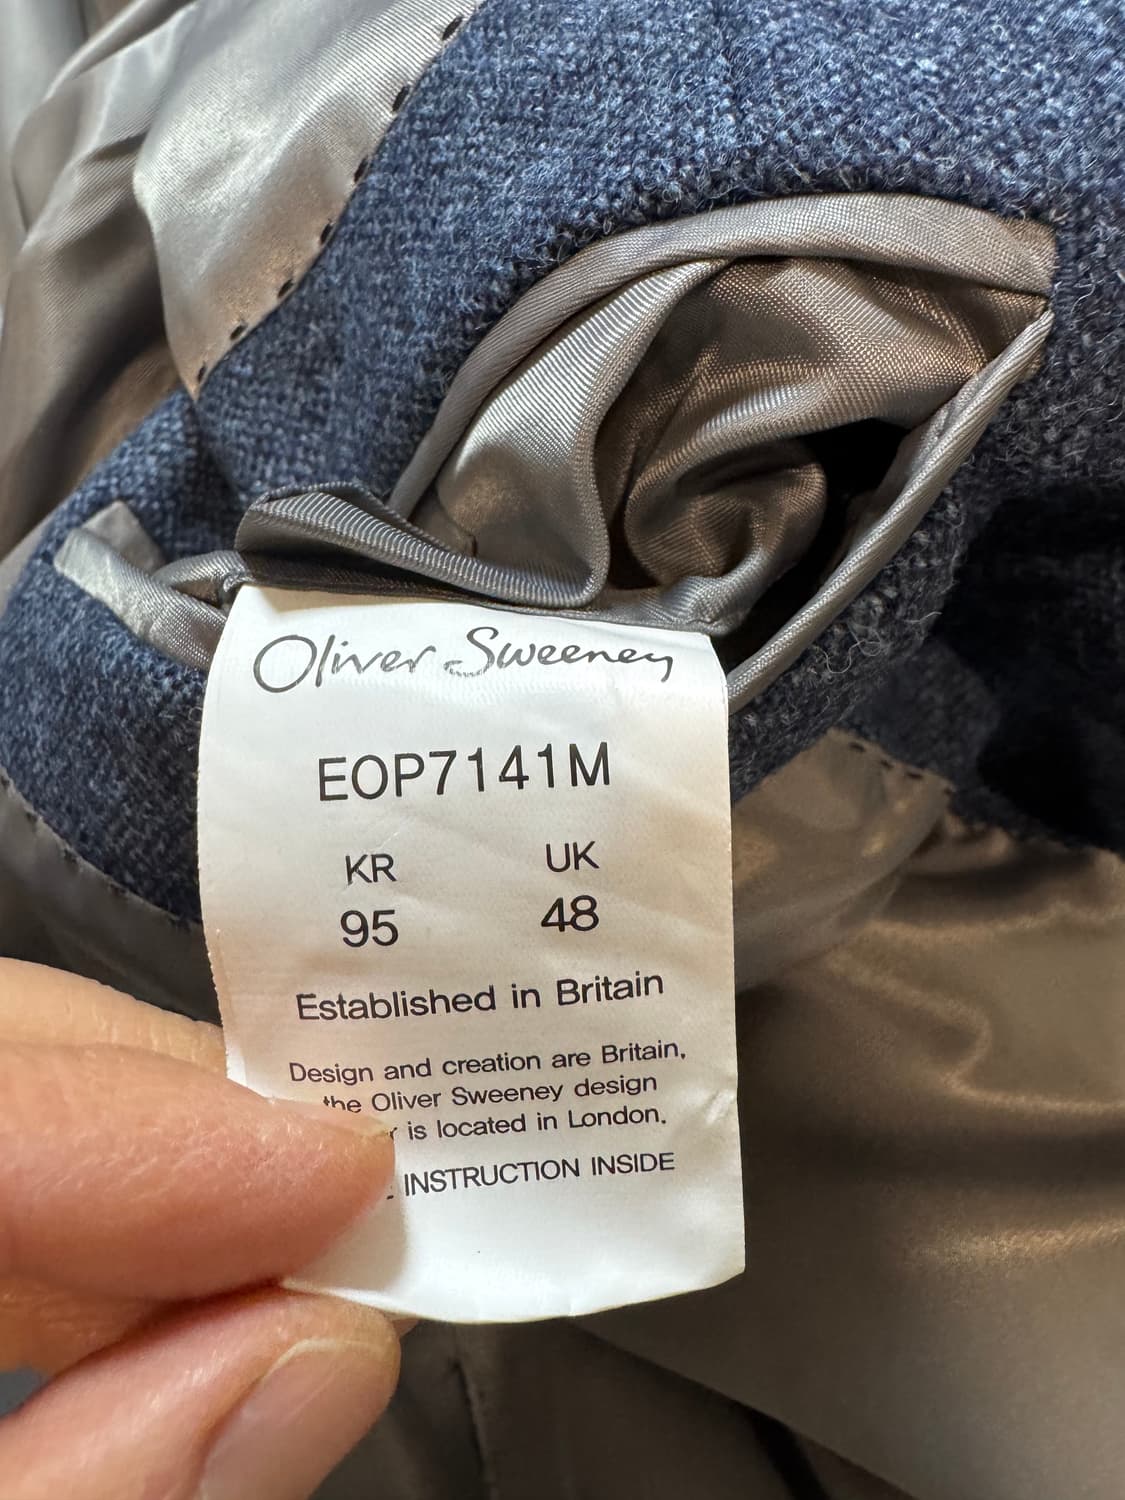 Oliver Sweeney
EOP7141M
KR UK
95 48
Established in Britain
Design and creation are Britain,
the Oliver Sweeney design
is located in London.
INSTRUCTION INSIDE